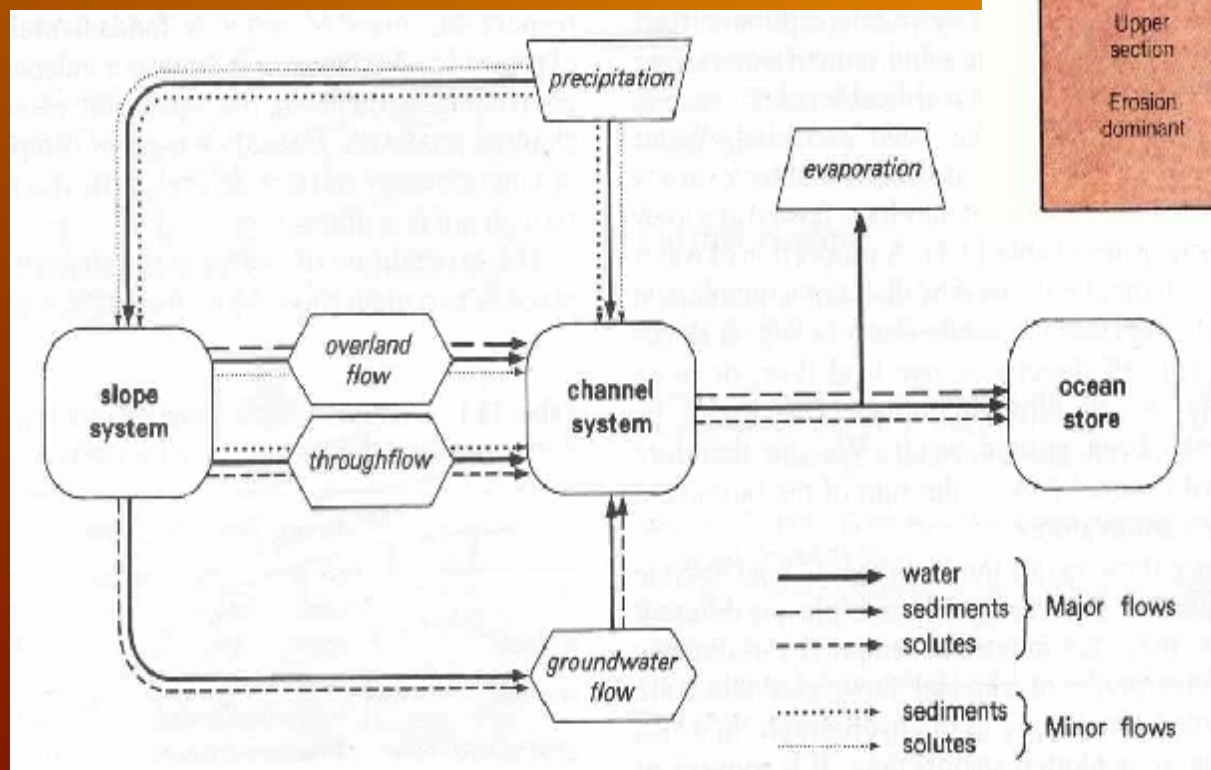 precipitation
evaporation
Upper
section
Erosion
dominant
slope
system
overland
flow
throughflow
channel
system
ocean
store
groundwater
flow
water
sediments
solutes
Major flows
sediments
solutes
Minor flows